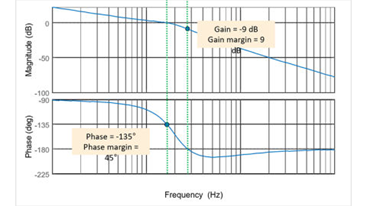 0
Gain = -9 dB
Gain margin = 9
dB
-50
Magnitude (dB)
-100
-90
-135
Phase = -135°
Phase margin =
45°
-180
-225
Phase (deg)
Frequency (Hz)